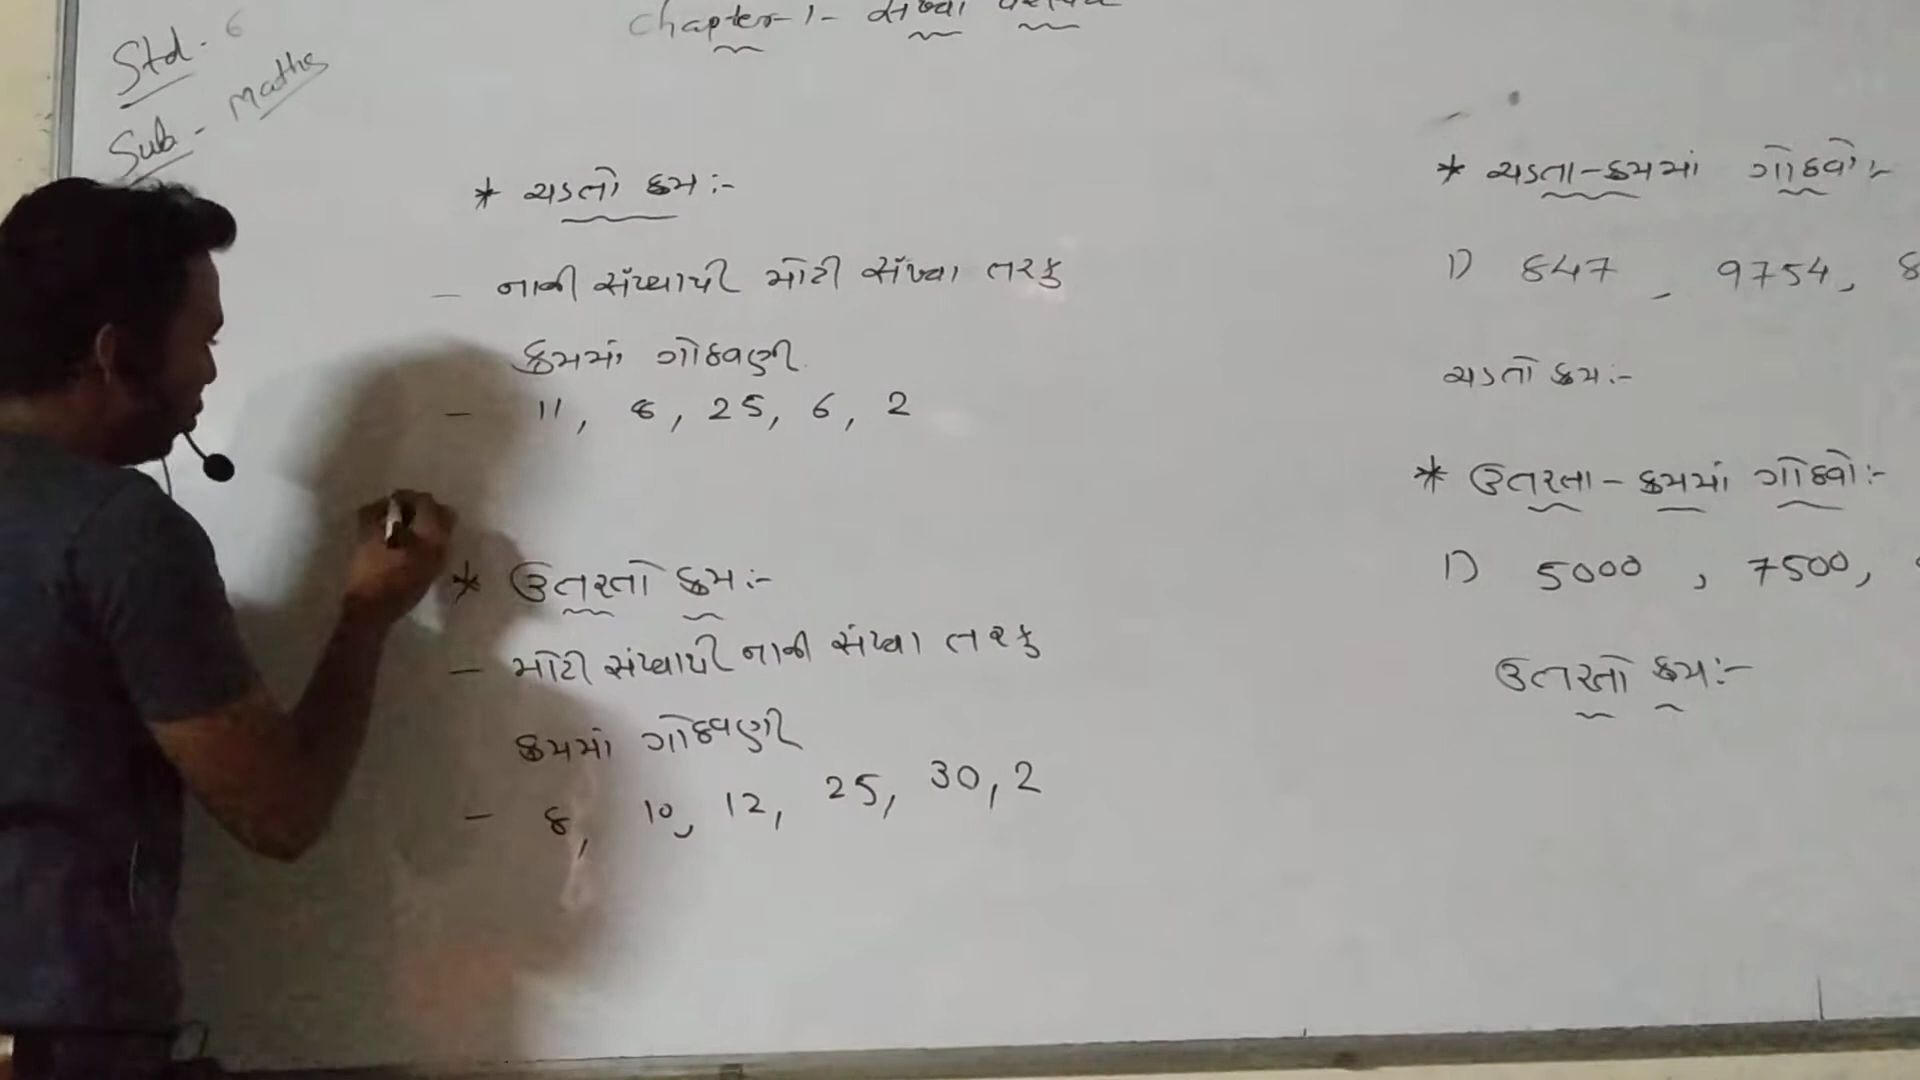 Std. 6
Sub - Maths
Chapter-1-
* ચડતો ક્રમ :-
- નાની સંખ્યાથી મોટી સંખ્યા તરફ
ક્રમમાં ગોઠવણી.
- 11, 8, 25, 6, 2
* ઉતરતો ક્રમ :-
- મોટી સંખ્યાથી નાની સંખ્યા તરફ
ક્રમમાં ગોઠવણી
- 8, 10, 12, 25, 30, 2
* ચડતા-ક્રમમાં ગોઠવો :-
1) 847, 9754, 8
ચડતો ક્રમ :-
* ઉતરતા - ક્રમમાં ગોઠવો :-
1) 5000, 7500,
ઉતરતો ક્રમ :-